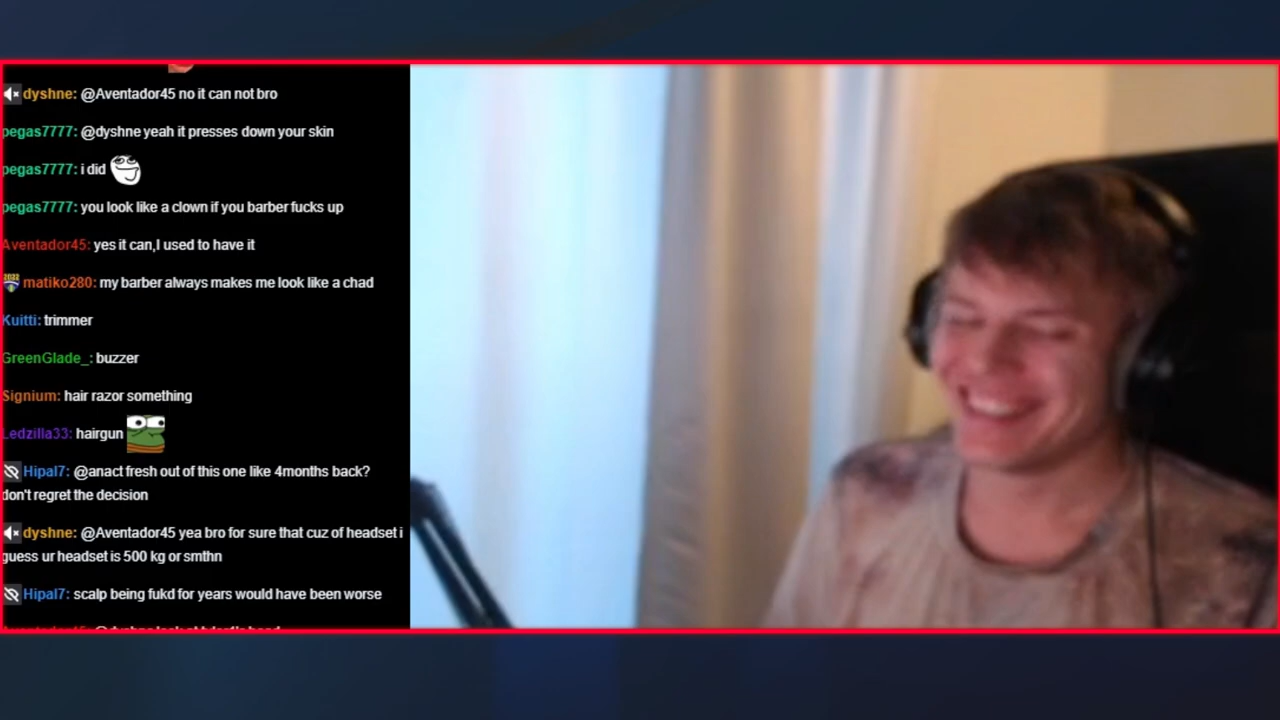 dyshne: @Aventador45 no it can not bro
pegas7777: @dyshne yeah it presses down your skin
pegas7777: i did
pegas7777: you look like a clown if you barber fucks up
Aventador45: yes it can,I used to have it
matiko280: my barber always makes me look like a chad
Kuitti: trimmer
GreenGlade_: buzzer
Signium: hair razor something
Ledzilla33: hairgun
Hipal7: @anact fresh out of this one like 4months back?
don't regret the decision
dyshne: @Aventador45 yea bro for sure that cuz of headset i
guess ur headset is 500 kg or smthn
Hipal7: scalp being fukd for years would have been worse